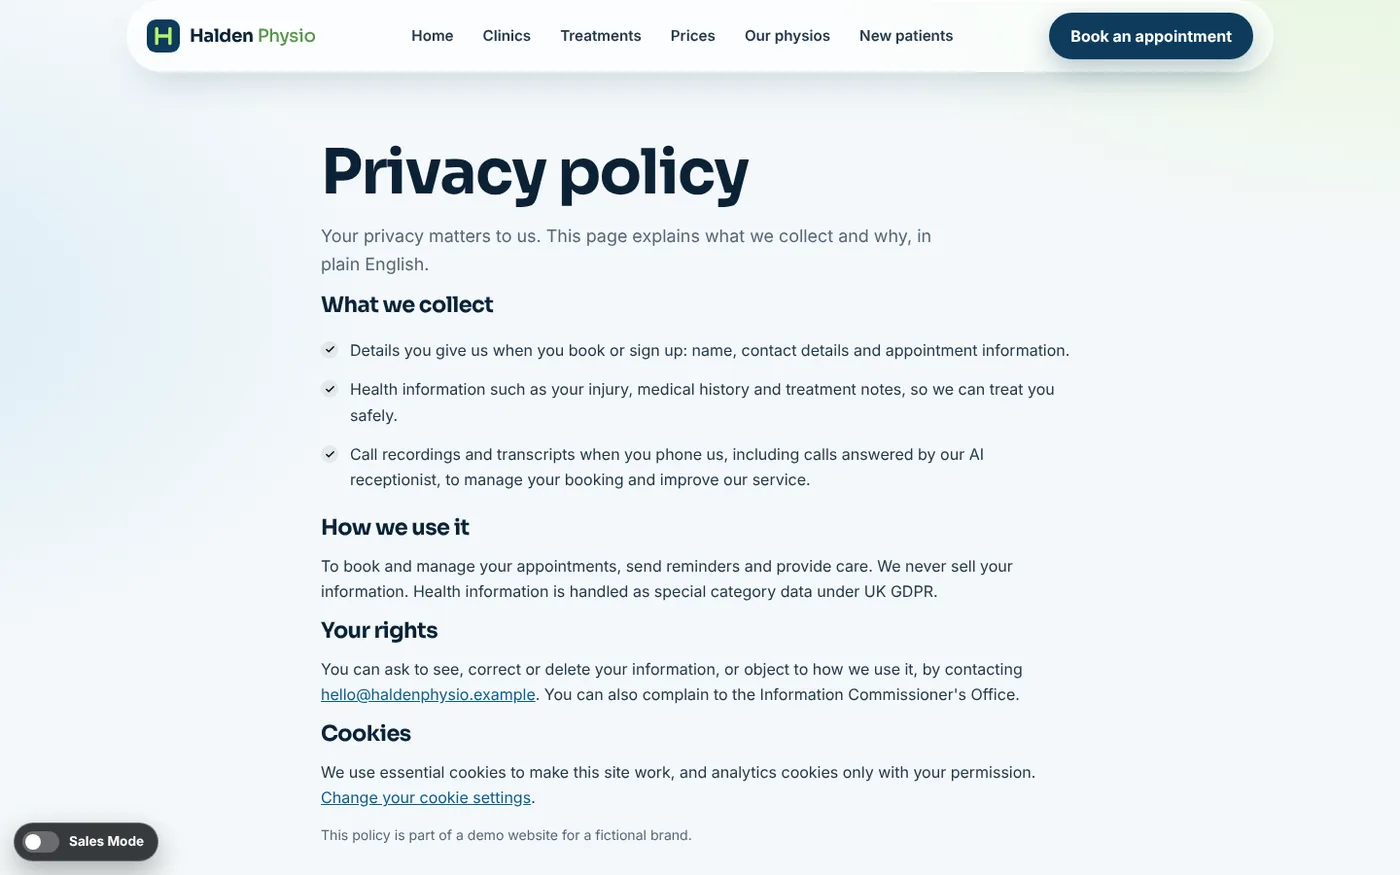 H Halden Physio
Home Clinics Treatments Prices Our physios New patients
Book an appointment
Privacy policy
Your privacy matters to us. This page explains what we collect and why, in
plain English.
What we collect
Details you give us when you book or sign up: name, contact details and appointment information.
Health information such as your injury, medical history and treatment notes, so we can treat you
safely.
Call recordings and transcripts when you phone us, including calls answered by our AI
receptionist, to manage your booking and improve our service.
How we use it
To book and manage your appointments, send reminders and provide care. We never sell your
information. Health information is handled as special category data under UK GDPR.
Your rights
You can ask to see, correct or delete your information, or object to how we use it, by contacting
hello@haldenphysio.example. You can also complain to the Information Commissioner's Office.
Cookies
We use essential cookies to make this site work, and analytics cookies only with your permission.
Change your cookie settings.
This policy is part of a demo website for a fictional brand.
Sales Mode